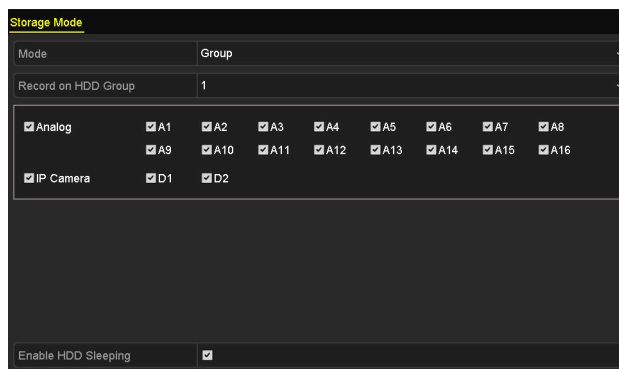 Storage Mode
Mode Group
Record on HDD Group 1
Analog A1 A2 A3 A4 A5 A6 A7 A8
A9 A10 A11 A12 A13 A14 A15 A16
IP Camera D1 D2
Enable HDD Sleeping